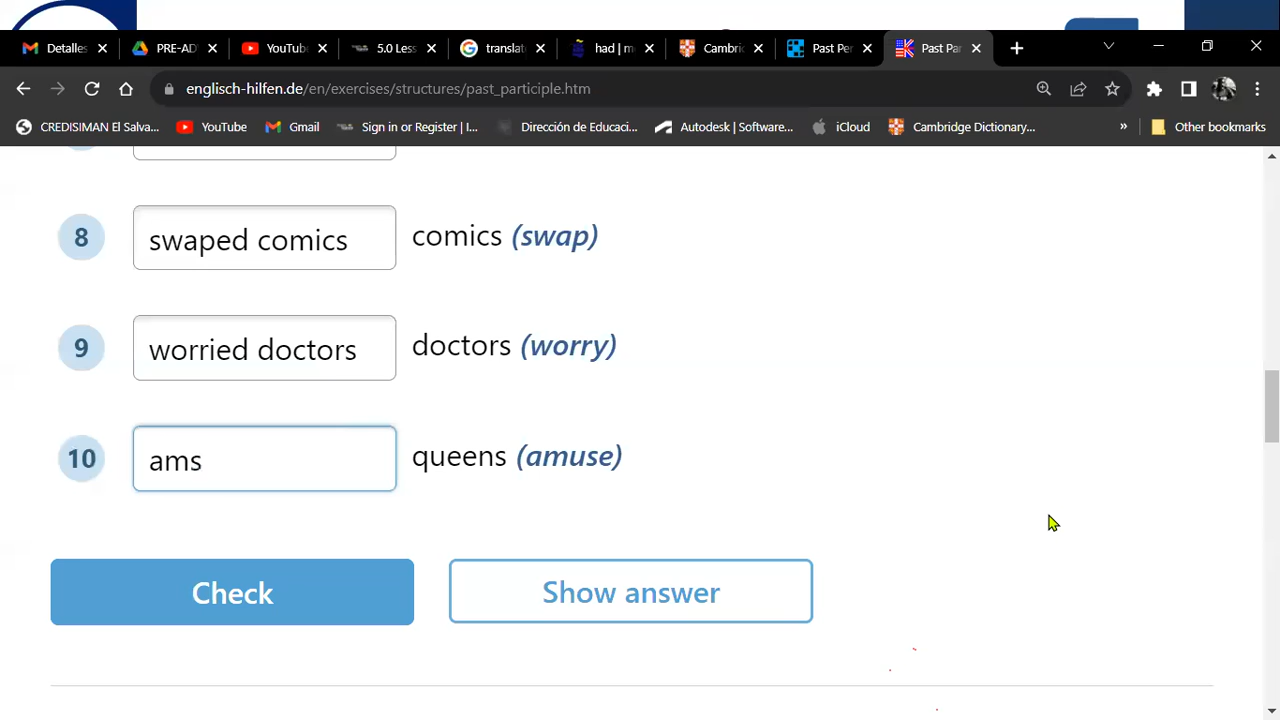 Detalles
PRE-AD
YouTube
5.0 Less
translat
had | m
Cambric
Past Per
Past Par
englisch-hilfen.de/en/exercises/structures/past_participle.htm
CREDISIMAN El Salva...
YouTube
Gmail
Sign in or Register | I...
Dirección de Educaci...
Autodesk | Software...
iCloud
Cambridge Dictionary...
»
Other bookmarks
8 swaped comics comics (swap)
9 worried doctors doctors (worry)
10 ams queens (amuse)
Check
Show answer